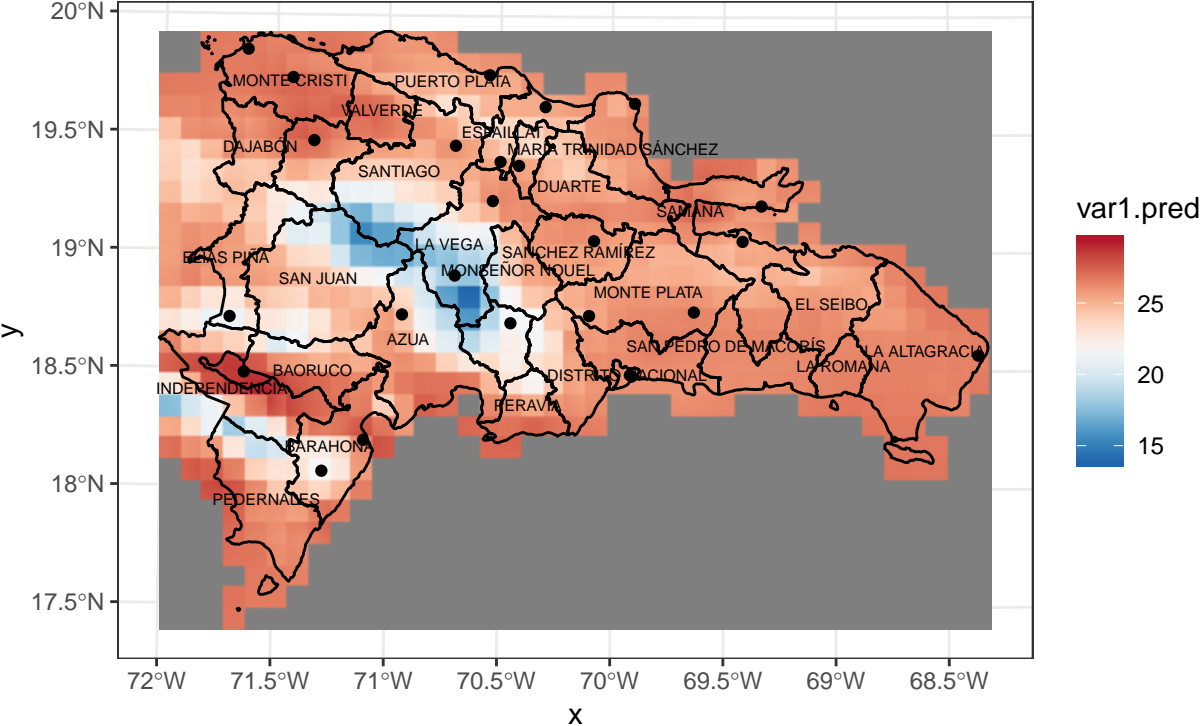 20°N
19.5°N
19°N
18.5°N
18°N
17.5°N
y
MONTE CRISTI
PUERTO PLATA
VALVERDE
ESPAILLAT
DAJABÓN
MARÍA TRINIDAD SÁNCHEZ
SANTIAGO
DUARTE
SAMANÁ
LA VEGA
SÁNCHEZ RAMÍREZ
ELÍAS PIÑA
MONSEÑOR NOUEL
SAN JUAN
MONTE PLATA
EL SEIBO
AZUA
SAN PEDRO DE MACORÍS
LA ALTAGRACIA
LA ROMANA
BAORUCO
DISTRITO NACIONAL
INDEPENDENCIA
PERAVIA
BARAHONA
PEDERNALES
72°W 71.5°W 71°W 70.5°W 70°W 69.5°W 69°W 68.5°W
x
var1.pred
25
20
15